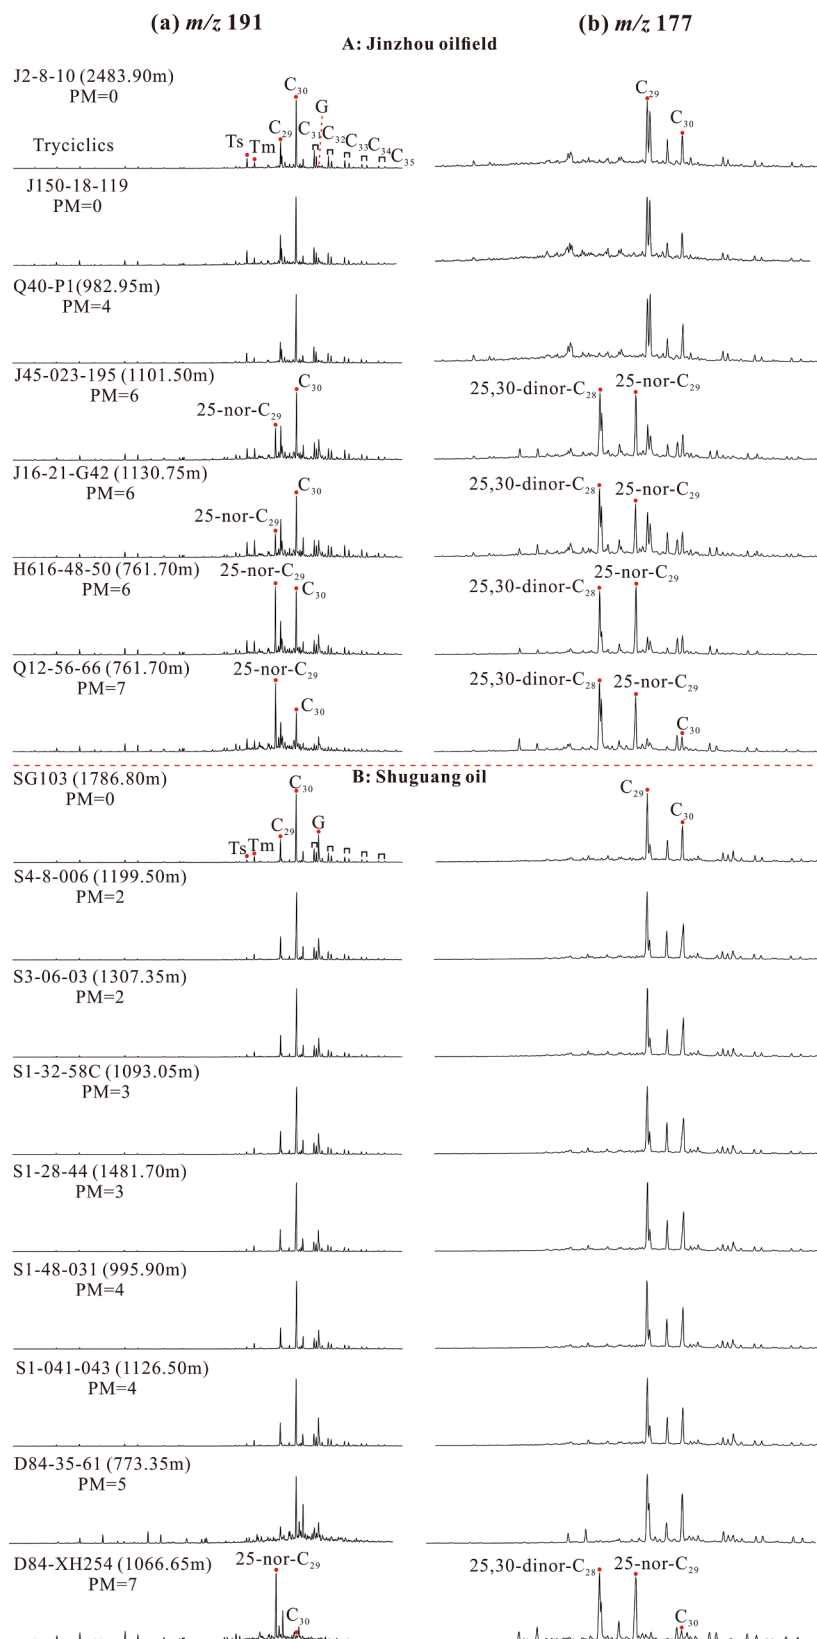 (a) m/z 191
(b) m/z 177
A: Jinzhou oilfield
J2-8-10 (2483.90m)
PM=0
Tryciclics
Ts Tm C29 C30 C31 G C32 C33 C34 C35
C29 C30
J150-18-119
PM=0
Q40-P1(982.95m)
PM=4
J45-023-195 (1101.50m)
PM=6
25-nor-C29 C30
25,30-dinor-C28 25-nor-C29
J16-21-G42 (1130.75m)
PM=6
25-nor-C29 C30
25,30-dinor-C28 25-nor-C29
H616-48-50 (761.70m)
PM=6
25-nor-C29 C30
25,30-dinor-C28 25-nor-C29
Q12-56-66 (761.70m)
PM=7
25-nor-C29 C30
25,30-dinor-C28 25-nor-C29 C30
B: Shuguang oil
SG103 (1786.80m)
PM=0
Ts Tm C29 C30 G
C29 C30
S4-8-006 (1199.50m)
PM=2
S3-06-03 (1307.35m)
PM=2
S1-32-58C (1093.05m)
PM=3
S1-28-44 (1481.70m)
PM=3
S1-48-031 (995.90m)
PM=4
S1-041-043 (1126.50m)
PM=4
D84-35-61 (773.35m)
PM=5
D84-XH254 (1066.65m)
PM=7
25-nor-C29 C30
25,30-dinor-C28 25-nor-C29 C30